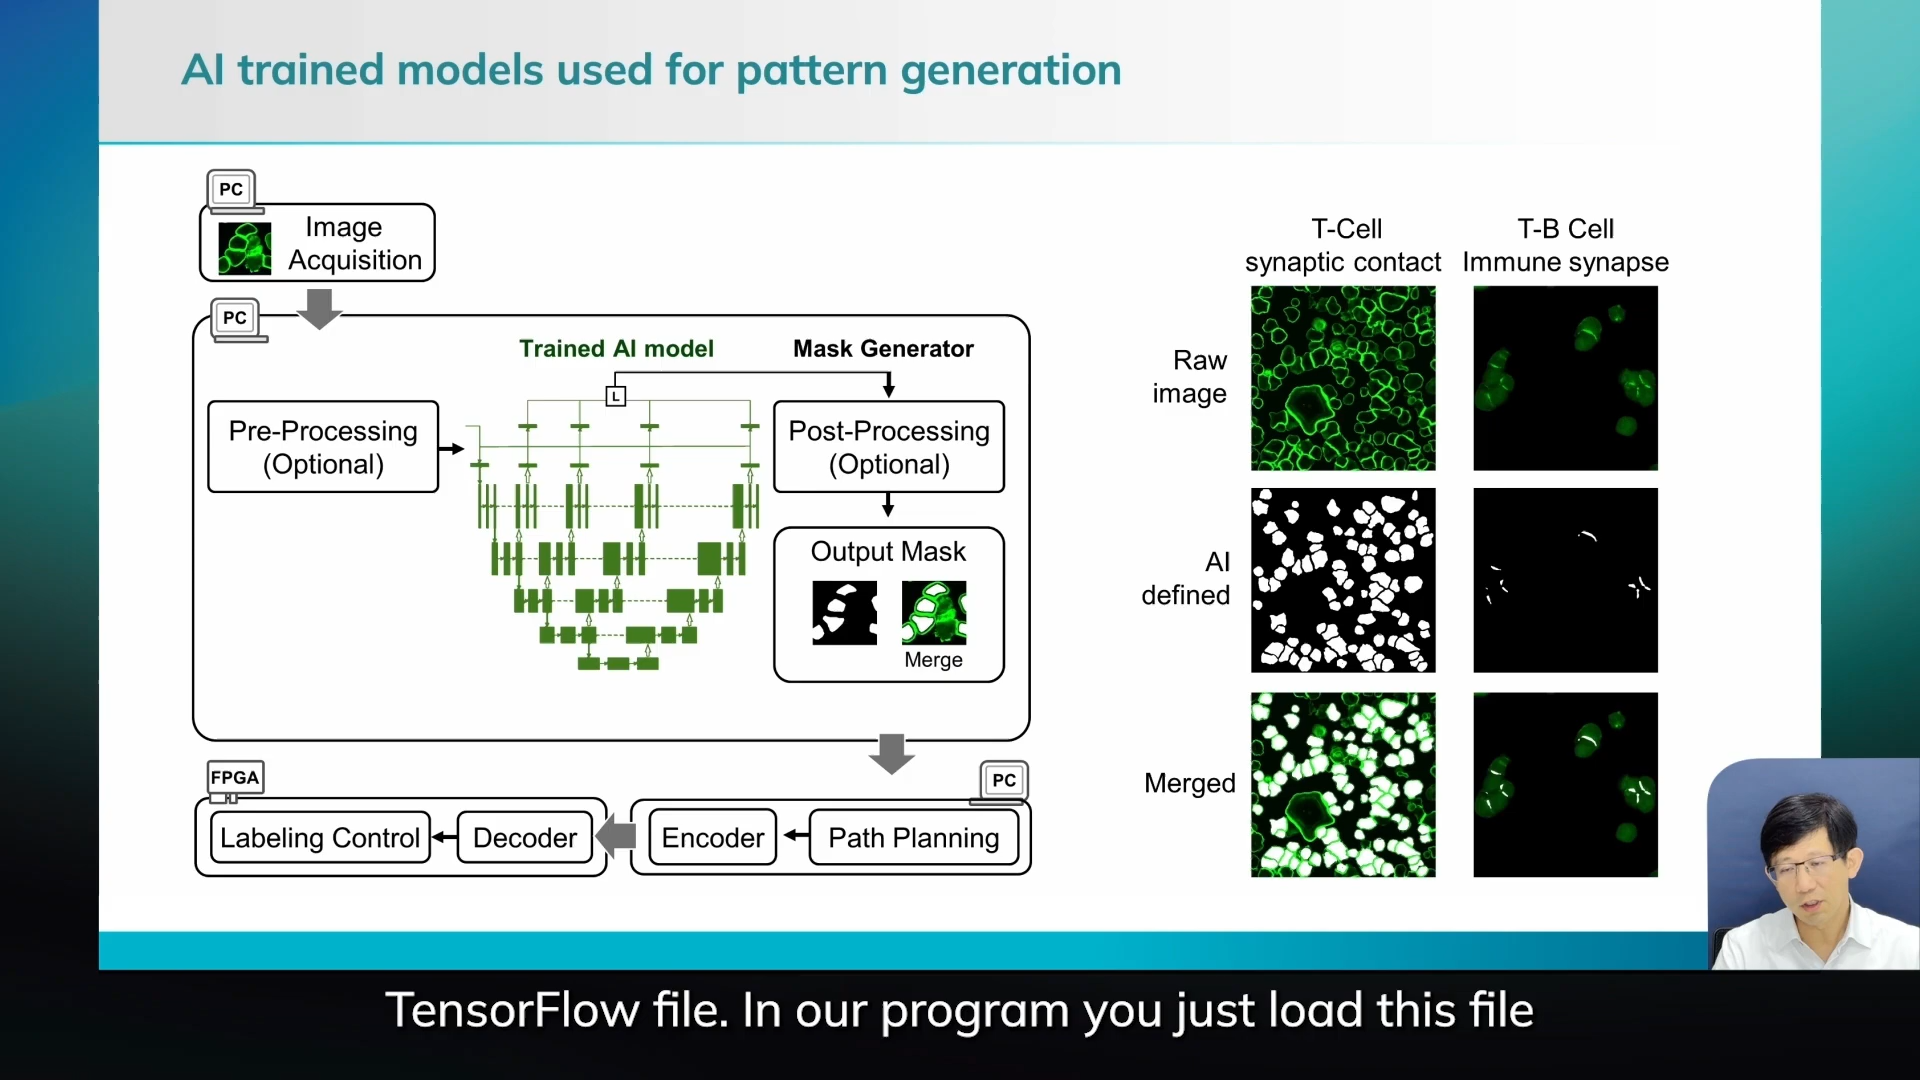 AI trained models used for pattern generation
PC
Image
Acquisition
PC
Trained AI model
Mask Generator
L
Pre-Processing
(Optional)
Post-Processing
(Optional)
Output Mask
Merge
FPGA
PC
Labeling Control
Decoder
Encoder
Path Planning
T-Cell
synaptic contact
T-B Cell
Immune synapse
Raw
image
AI
defined
Merged
TensorFlow file. In our program you just load this file